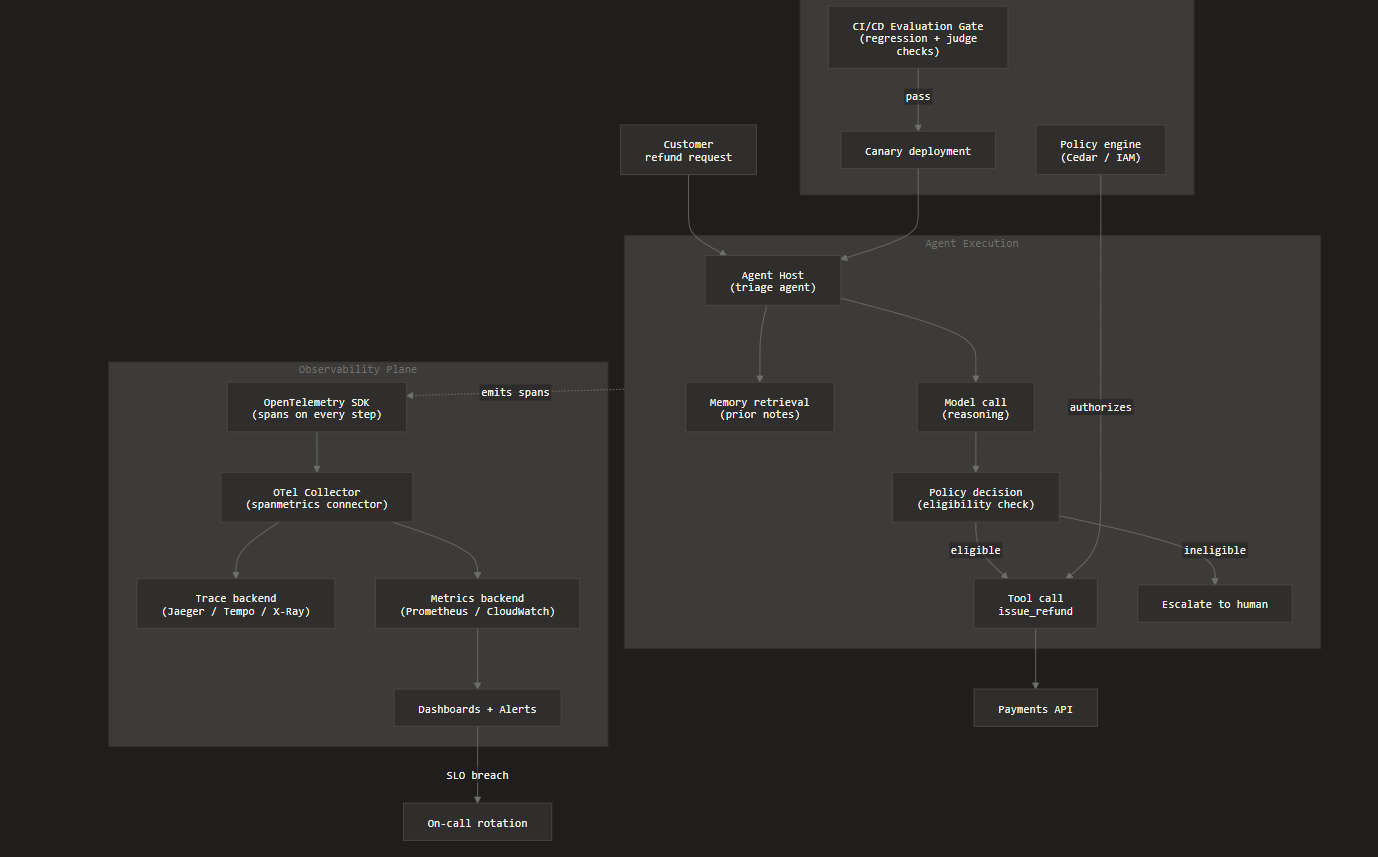 CI/CD Evaluation Gate
(regression + judge
checks)
pass
Customer
refund request
Canary deployment
Policy engine
(Cedar / IAM)
Agent Execution
Agent Host
(triage agent)
Observability Plane
OpenTelemetry SDK
(spans on every step)
emits spans
Memory retrieval
(prior notes)
Model call
(reasoning)
authorizes
OTel Collector
(spanmetrics connector)
Policy decision
(eligibility check)
eligible
ineligible
Trace backend
(Jaeger / Tempo / X-Ray)
Metrics backend
(Prometheus / CloudWatch)
Tool call
issue_refund
Escalate to human
Dashboards + Alerts
Payments API
SLO breach
On-call rotation